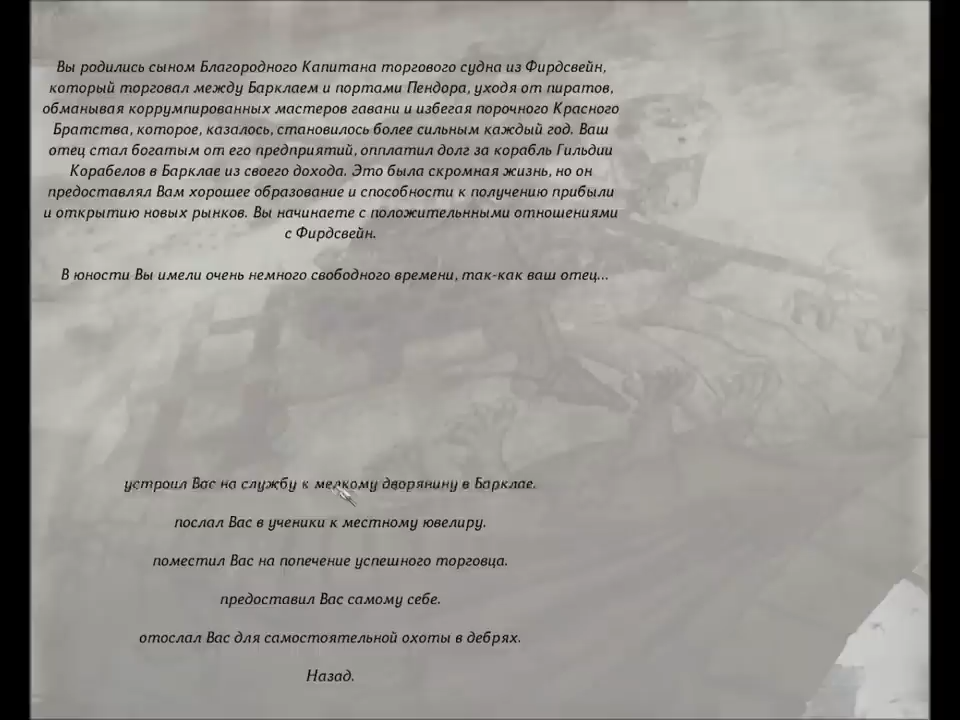 Вы родились сыном Благородного Капитана торгового судна из Фирдсвейн,
который торговал между Барклаем и портами Пендора, уходя от пиратов,
обманывая коррумпированных мастеров гавани и избегая порочного Красного
Братства, которое, казалось, становилось более сильным каждый год. Ваш
отец стал богатым от его предприятий, опплатил долг за корабль Гильдии
Корабелов в Барклае из своего дохода. Это была скромная жизнь, но он
предоставлял Вам хорошее образование и способности к получению прибыли
и открытию новых рынков. Вы начинаете с положительнными отношениями
с Фирдсвейн.
В юности Вы имели очень немного свободного времени, так-как ваш отец...
устроил Вас на службу к мелкому дворянину в Барклае.
послал Вас в ученики к местному ювелиру.
поместил Вас на попечение успешного торговца.
предоставил Вас самому себе.
отослал Вас для самостоятельной охоты в дебрях.
Назад.